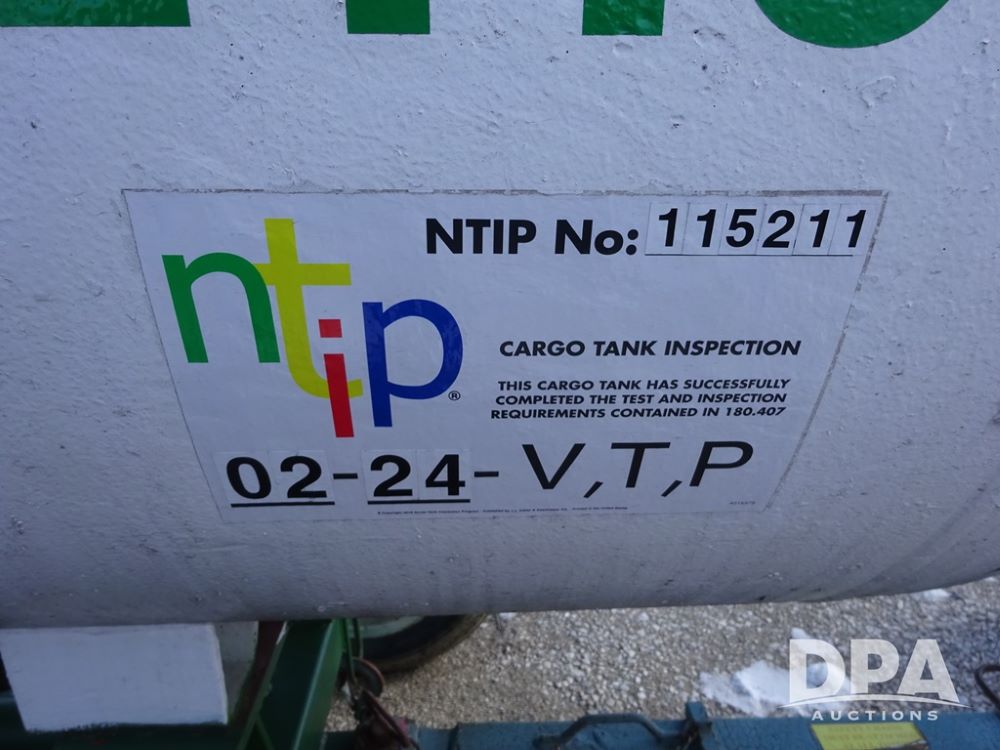 NTIP No: 115211
ntip®
CARGO TANK INSPECTION
THIS CARGO TANK HAS SUCCESSFULLY
COMPLETED THE TEST AND INSPECTION
REQUIREMENTS CONTAINED IN 180.407
02-24-V,T,P
DPA
AUCTIONS